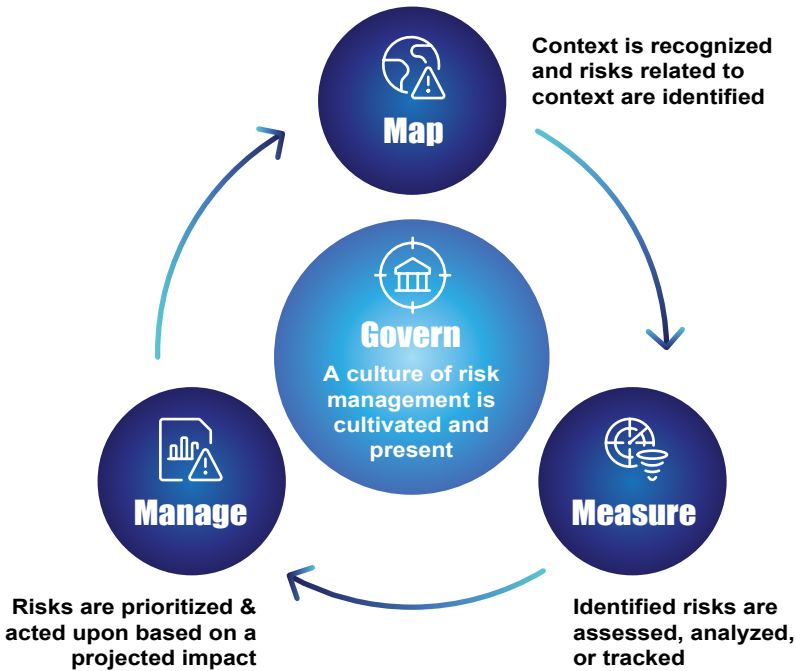 Map
Context is recognized
and risks related to
context are identified
Govern
A culture of risk
management is
cultivated and
present
Measure
Identified risks are
assessed, analyzed,
or tracked
Manage
Risks are prioritized &
acted upon based on a
projected impact